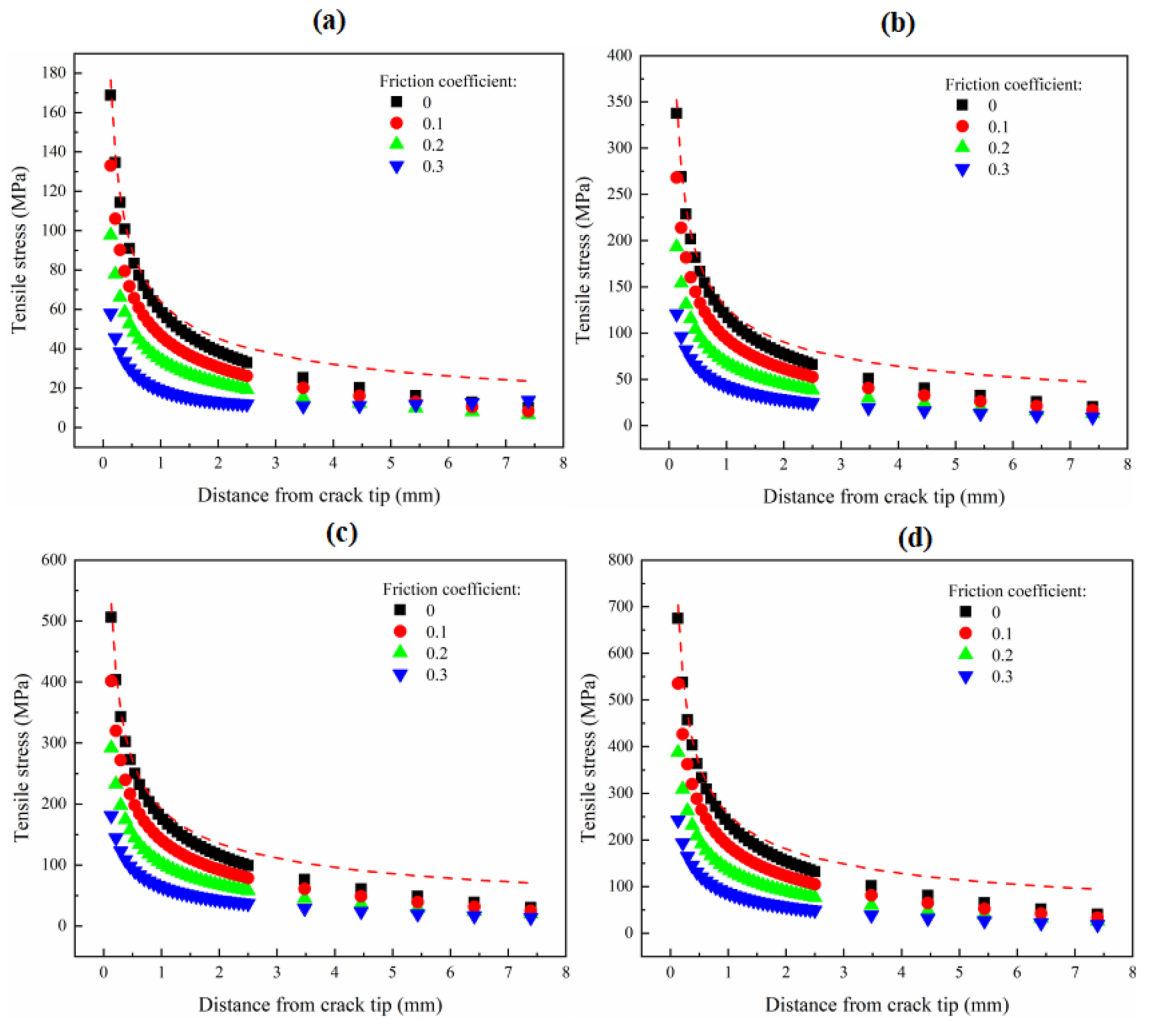 (a)
Tensile stress (MPa)
180
160
140
120
100
80
60
40
20
0
Friction coefficient:
0
0.1
0.2
0.3
0 1 2 3 4 5 6 7 8
Distance from crack tip (mm)
(b)
Tensile stress (MPa)
400
350
300
250
200
150
100
50
0
Friction coefficient:
0
0.1
0.2
0.3
0 1 2 3 4 5 6 7 8
Distance from crack tip (mm)
(c)
Tensile stress (MPa)
600
500
400
300
200
100
0
Friction coefficient:
0
0.1
0.2
0.3
0 1 2 3 4 5 6 7 8
Distance from crack tip (mm)
(d)
Tensile stress (MPa)
800
700
600
500
400
300
200
100
0
Friction coefficient:
0
0.1
0.2
0.3
0 1 2 3 4 5 6 7 8
Distance from crack tip (mm)